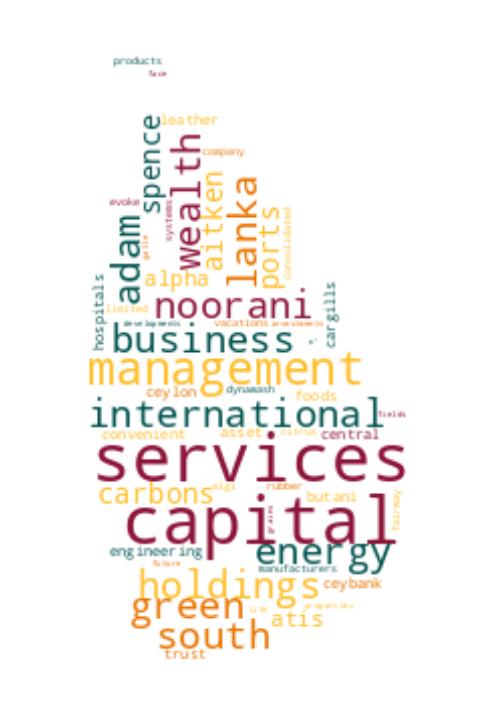 products
face
leather
spence
wealth
company
aitken
lanka
evoke
systems
ports
consolidated
adam
galle
alpha
hospitals
limited
noorani
cargills
developments
vacations
investments
business
management
dynawash
ceylon
foods
international
fields
convenient
asset
citrus
central
services
carbons
elgi
rubber
butani
fairway
capital
grains
engineering
energy
future
manufacturers
holdings
ceybank
green
life
properties
atis
south
trust